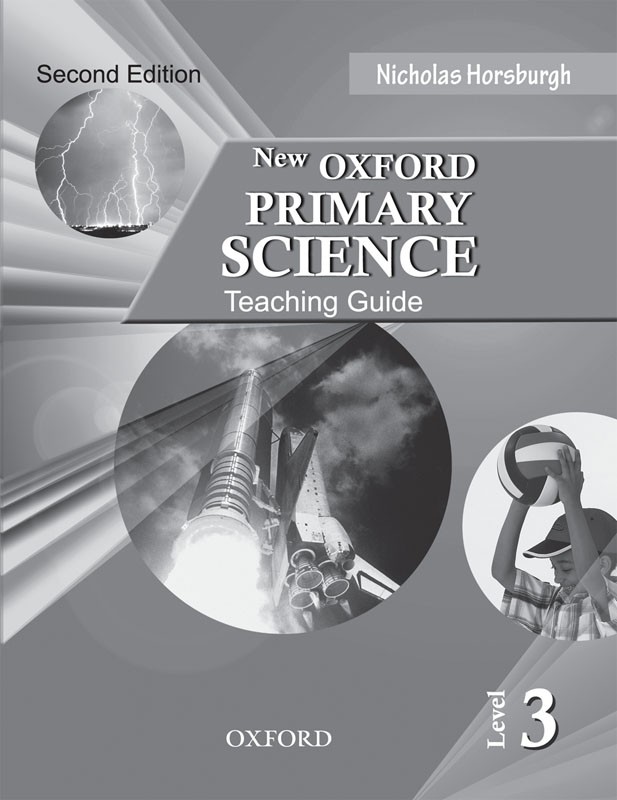 Second Edition
Nicholas Horsburgh
New OXFORD
PRIMARY
SCIENCE
Teaching Guide
Level 3
OXFORD